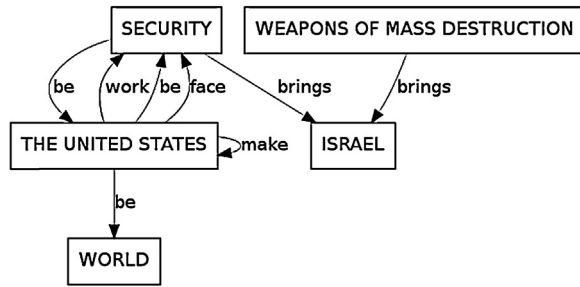 SECURITY
WEAPONS OF MASS DESTRUCTION
be
work
be
face
brings
brings
THE UNITED STATES
make
ISRAEL
be
WORLD